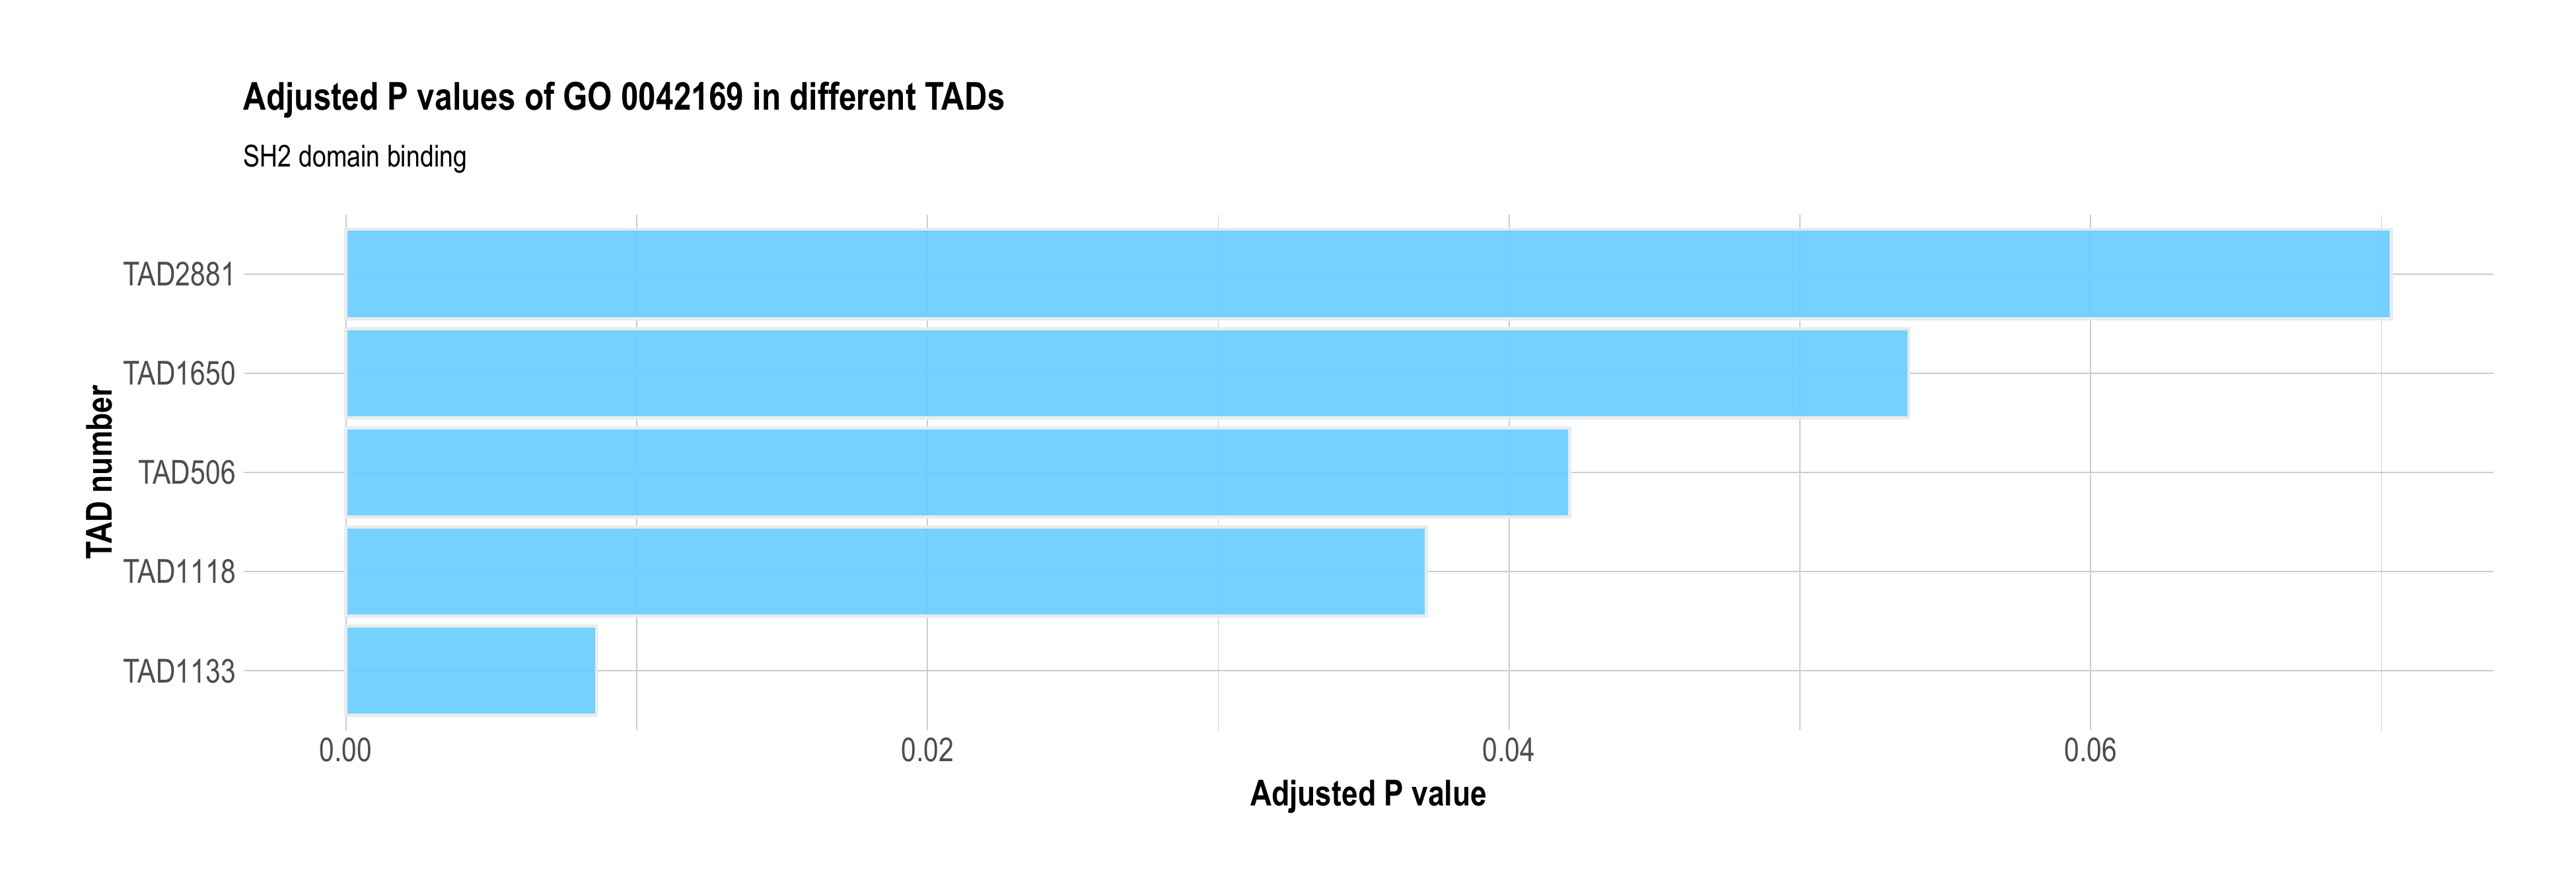 Adjusted P values of GO 0042169 in different TADs
SH2 domain binding
TAD number
TAD2881
TAD1650
TAD506
TAD1118
TAD1133
0.00 0.02 0.04 0.06
Adjusted P value